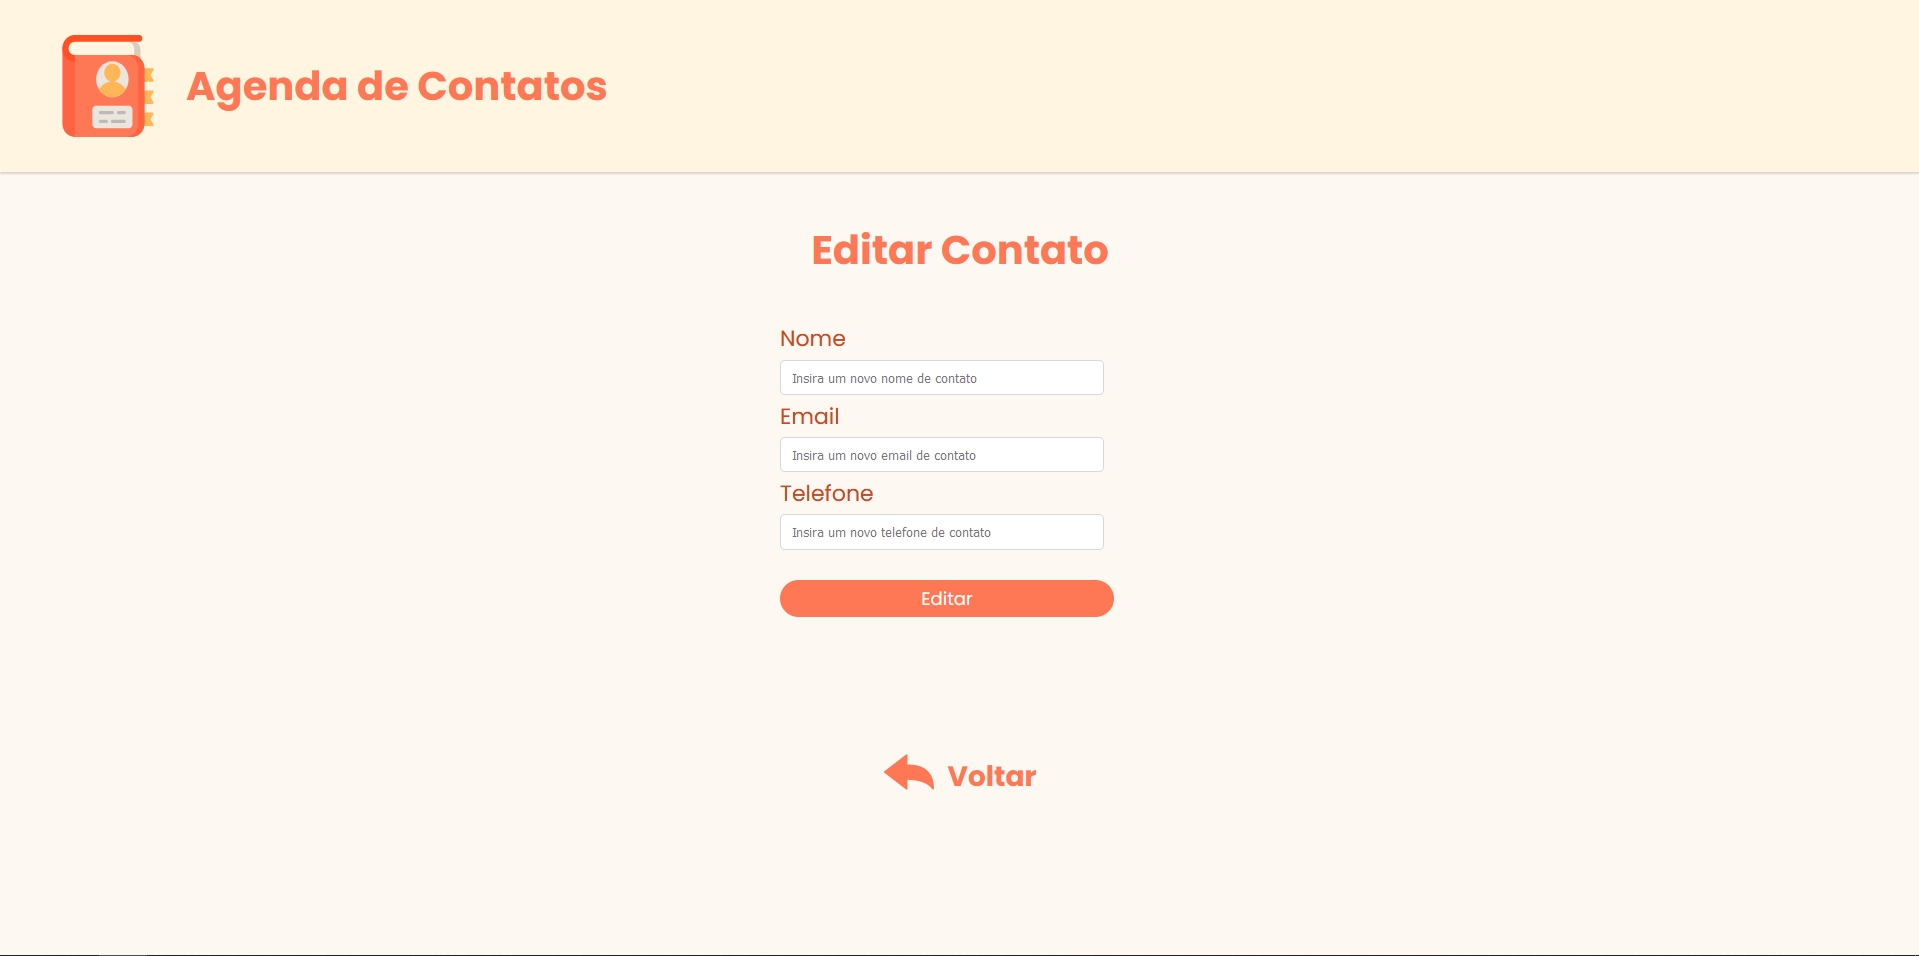 Agenda de Contatos
Editar Contato
Nome
Insira um novo nome de contato
Email
Insira um novo email de contato
Telefone
Insira um novo telefone de contato
Editar
Voltar